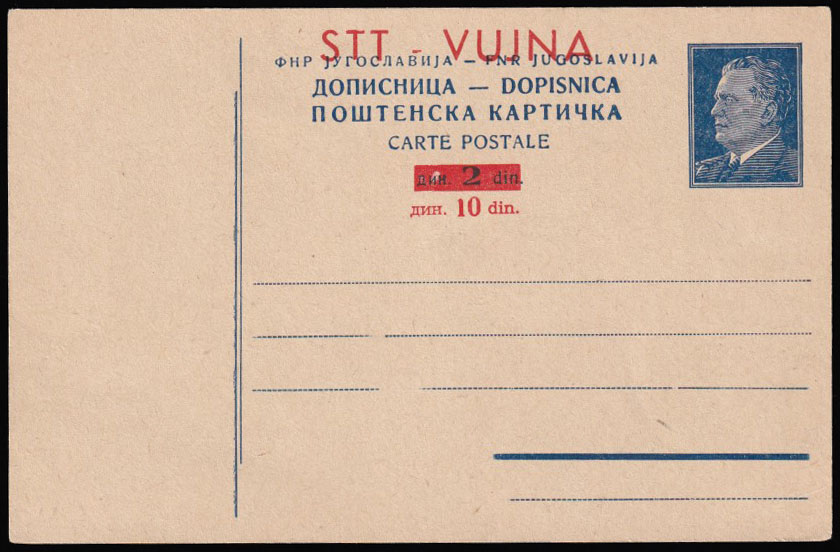 STT - VUJNA
ФНР ЈУГОСЛАВИЈА — FNR JUGOSLAVIJA
ДОПИСНИЦА — DOPISNICA
ПОШТЕНСКА КАРТИЧКА
CARTE POSTALE
дин. 2 din.
дин. 10 din.